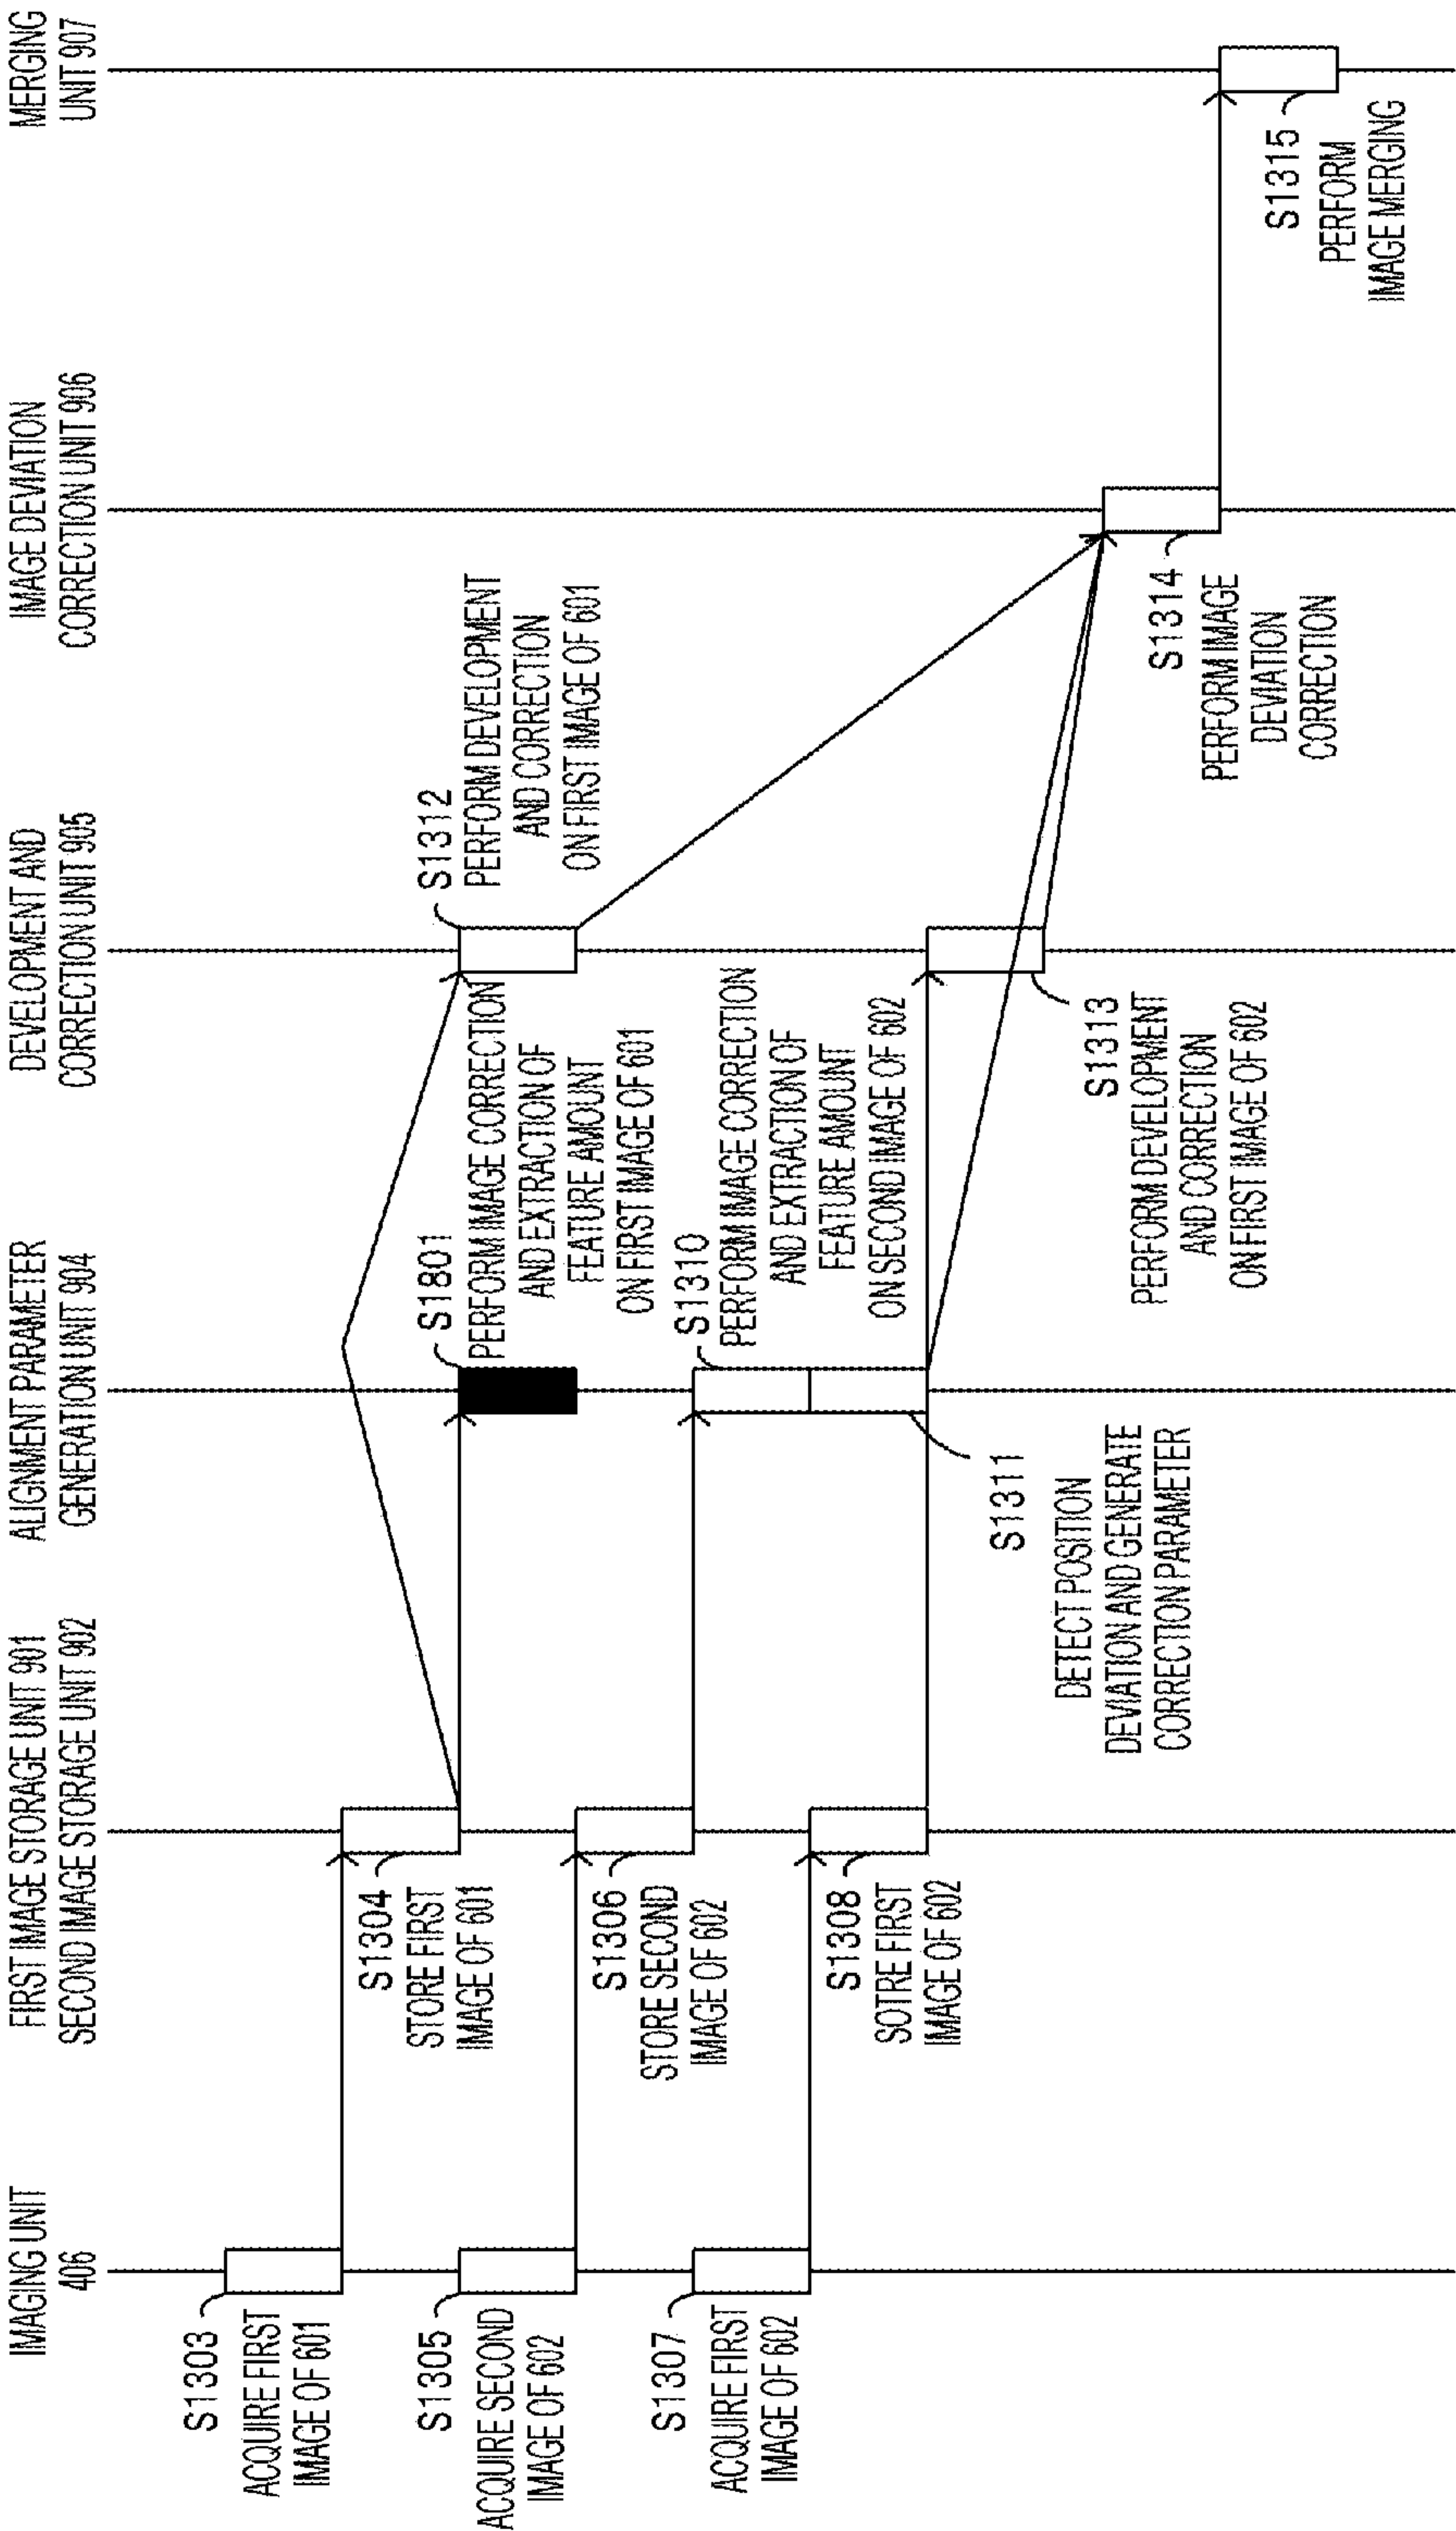 IMAGING UNIT
406
FIRST IMAGE STORAGE UNIT 901
SECOND IMAGE STORAGE UNIT 902
ALIGNMENT PARAMETER
GENERATION UNIT 904
DEVELOPMENT AND
CORRECTION UNIT 905
IMAGE DEVIATION
CORRECTION UNIT 906
MERGING
UNIT 907
S1303
ACQUIRE FIRST
IMAGE OF 601
S1304
STORE FIRST
IMAGE OF 601
S1801
PERFORM IMAGE CORRECTION
AND EXTRACTION OF
FEATURE AMOUNT
ON FIRST IMAGE OF 601
S1312
PERFORM DEVELOPMENT
AND CORRECTION
ON FIRST IMAGE OF 601
S1305
ACQUIRE SECOND
IMAGE OF 602
S1306
STORE SECOND
IMAGE OF 602
S1310
PERFORM IMAGE CORRECTION
AND EXTRACTION OF
FEATURE AMOUNT
ON SECOND IMAGE OF 602
S1307
ACQUIRE FIRST
IMAGE OF 602
S1308
SOTRE FIRST
IMAGE OF 602
S1311
DETECT POSITION
DEVIATION AND GENERATE
CORRECTION PARAMETER
S1313
PERFORM DEVELOPMENT
AND CORRECTION
ON FIRST IMAGE OF 602
S1314
PERFORM IMAGE
DEVIATION
CORRECTION
S1315
PERFORM
IMAGE MERGING